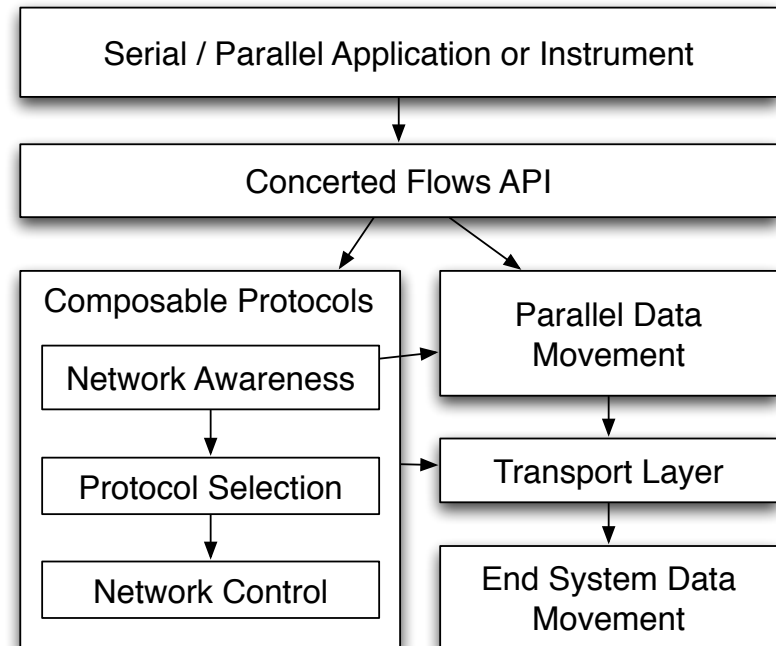 Serial / Parallel Application or Instrument
Concerted Flows API
Composable Protocols
Network Awareness
Protocol Selection
Network Control
Parallel Data
Movement
Transport Layer
End System Data
Movement